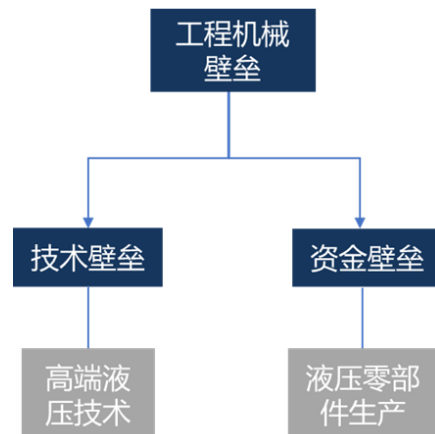 工程机械
壁垒
技术壁垒
资金壁垒
高端液
压技术
液压零部
件生产